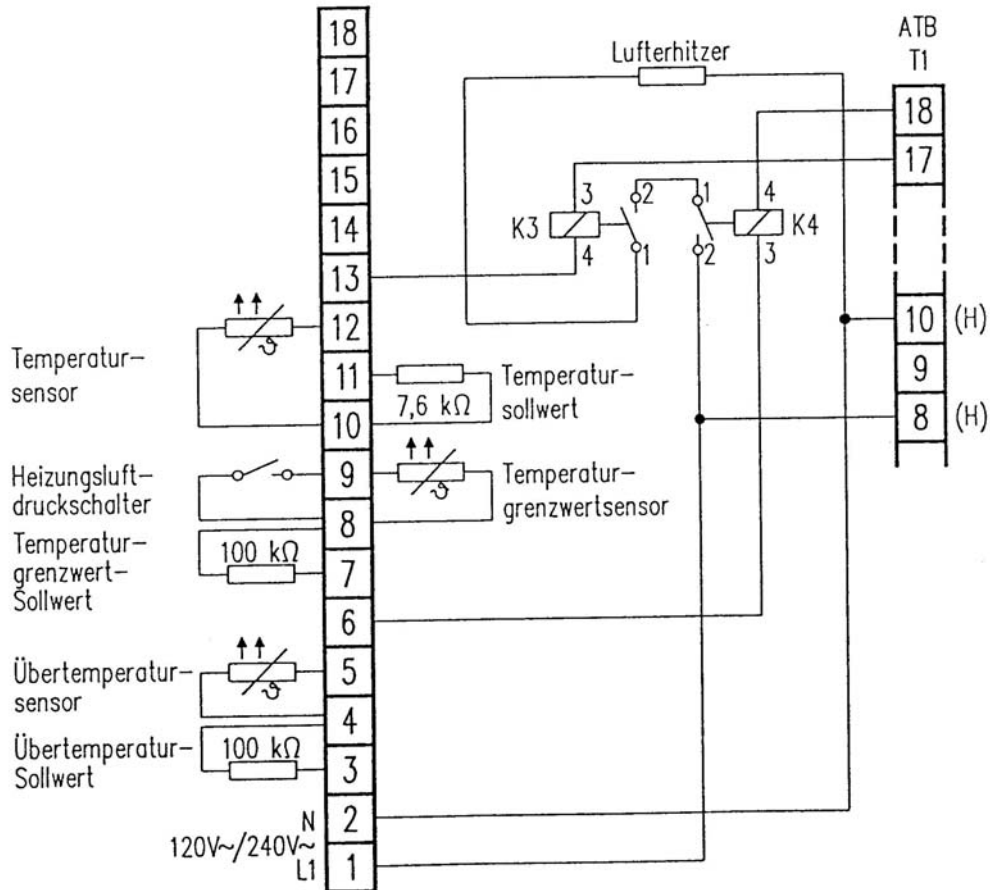 18
17
16
15
14
13
12
11
10
9
8
7
6
5
4
3
2
1
Temperatur-
sensor
ϑ
Heizungsluft-
druckschalter
Temperatur-
grenzwert-
Sollwert
100 kΩ
Übertemperatur-
sensor
ϑ
Übertemperatur-
Sollwert
100 kΩ
N
120V~/240V~
L1
7,6 kΩ
Temperatur-
sollwert
ϑ
Temperatur-
grenzwertsensor
Lufterhitzer
K3
3
4
2
1
1
2
4
3
K4
ATB
T1
18
17
10 (H)
9
8 (H)